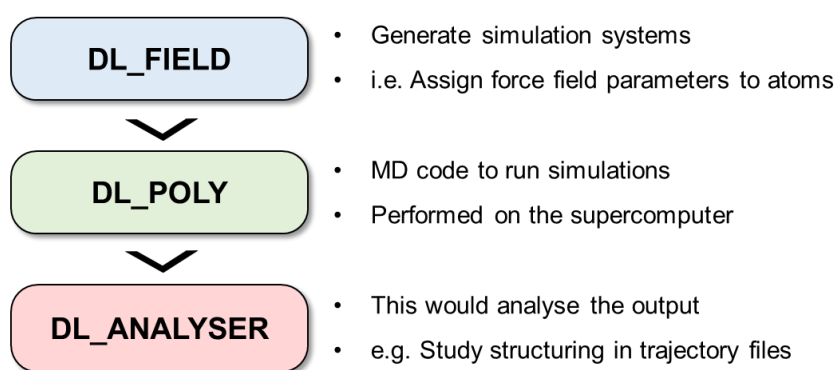 DL_FIELD
• Generate simulation systems
• i.e. Assign force field parameters to atoms
DL_POLY
• MD code to run simulations
• Performed on the supercomputer
DL_ANALYSER
• This would analyse the output
• e.g. Study structuring in trajectory files